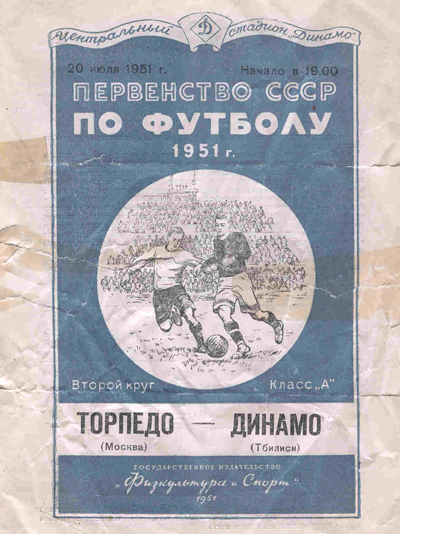 Центральный стадион „Динамо"
20 июля 1951 г. Начало в 19.00
ПЕРВЕНСТВО СССР
ПО ФУТБОЛУ
1951 г.
Второй круг Класс „А"
ТОРПЕДО — ДИНАМО
(Москва) (Тбилиси)
ГОСУДАРСТВЕННОЕ ИЗДАТЕЛЬСТВО
„Физкультура и Спорт"
1951